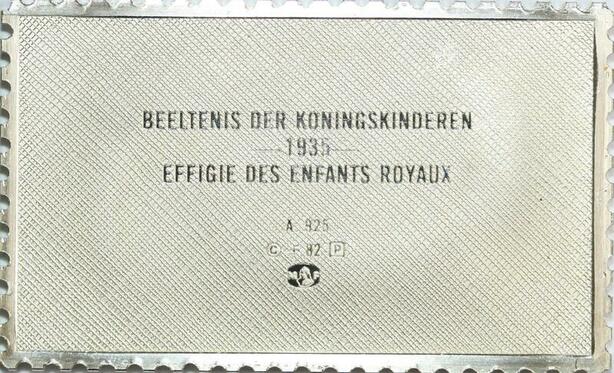 BEELTENIS DER KONINGSKINDEREN
1935
EFFIGIE DES ENFANTS ROYAUX
A 925
© F 82 [P]
M F